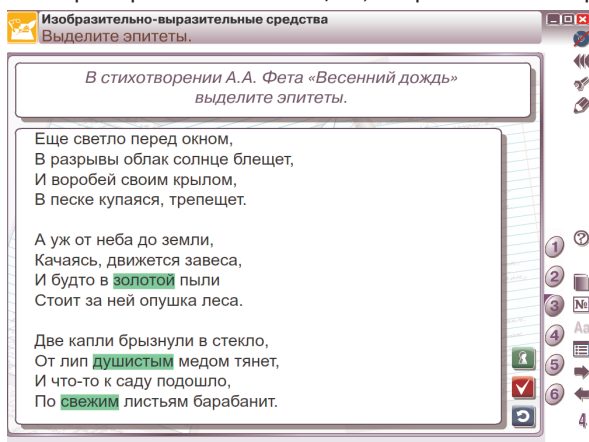 Изобразительно-выразительные средства
Выделите эпитеты.
В стихотворении А.А. Фета «Весенний дождь»
выделите эпитеты.
Еще светло перед окном,
В разрывы облак солнце блещет,
И воробей своим крылом,
В песке купаяся, трепещет.
А уж от неба до земли,
Качаясь, движется завеса,
И будто в золотой пыли
Стоит за ней опушка леса.
Две капли брызнули в стекло,
От лип душистым медом тянет,
И что-то к саду подошло,
По свежим листьям барабанит.
1
2
3
4
5
6
№
Аа
4